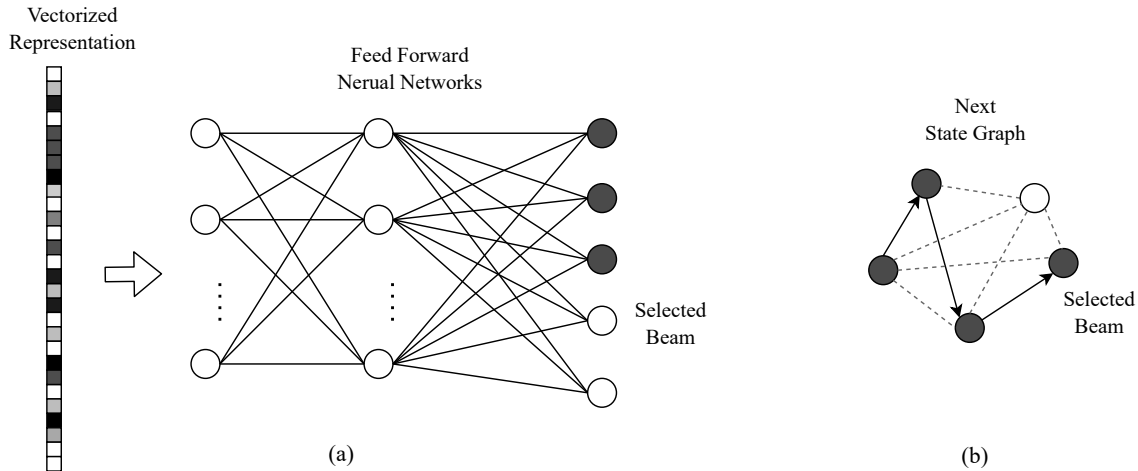 Vectorized
Representation
Feed Forward
Nerual Networks
Selected
Beam
(a)
Next
State Graph
Selected
Beam
(b)